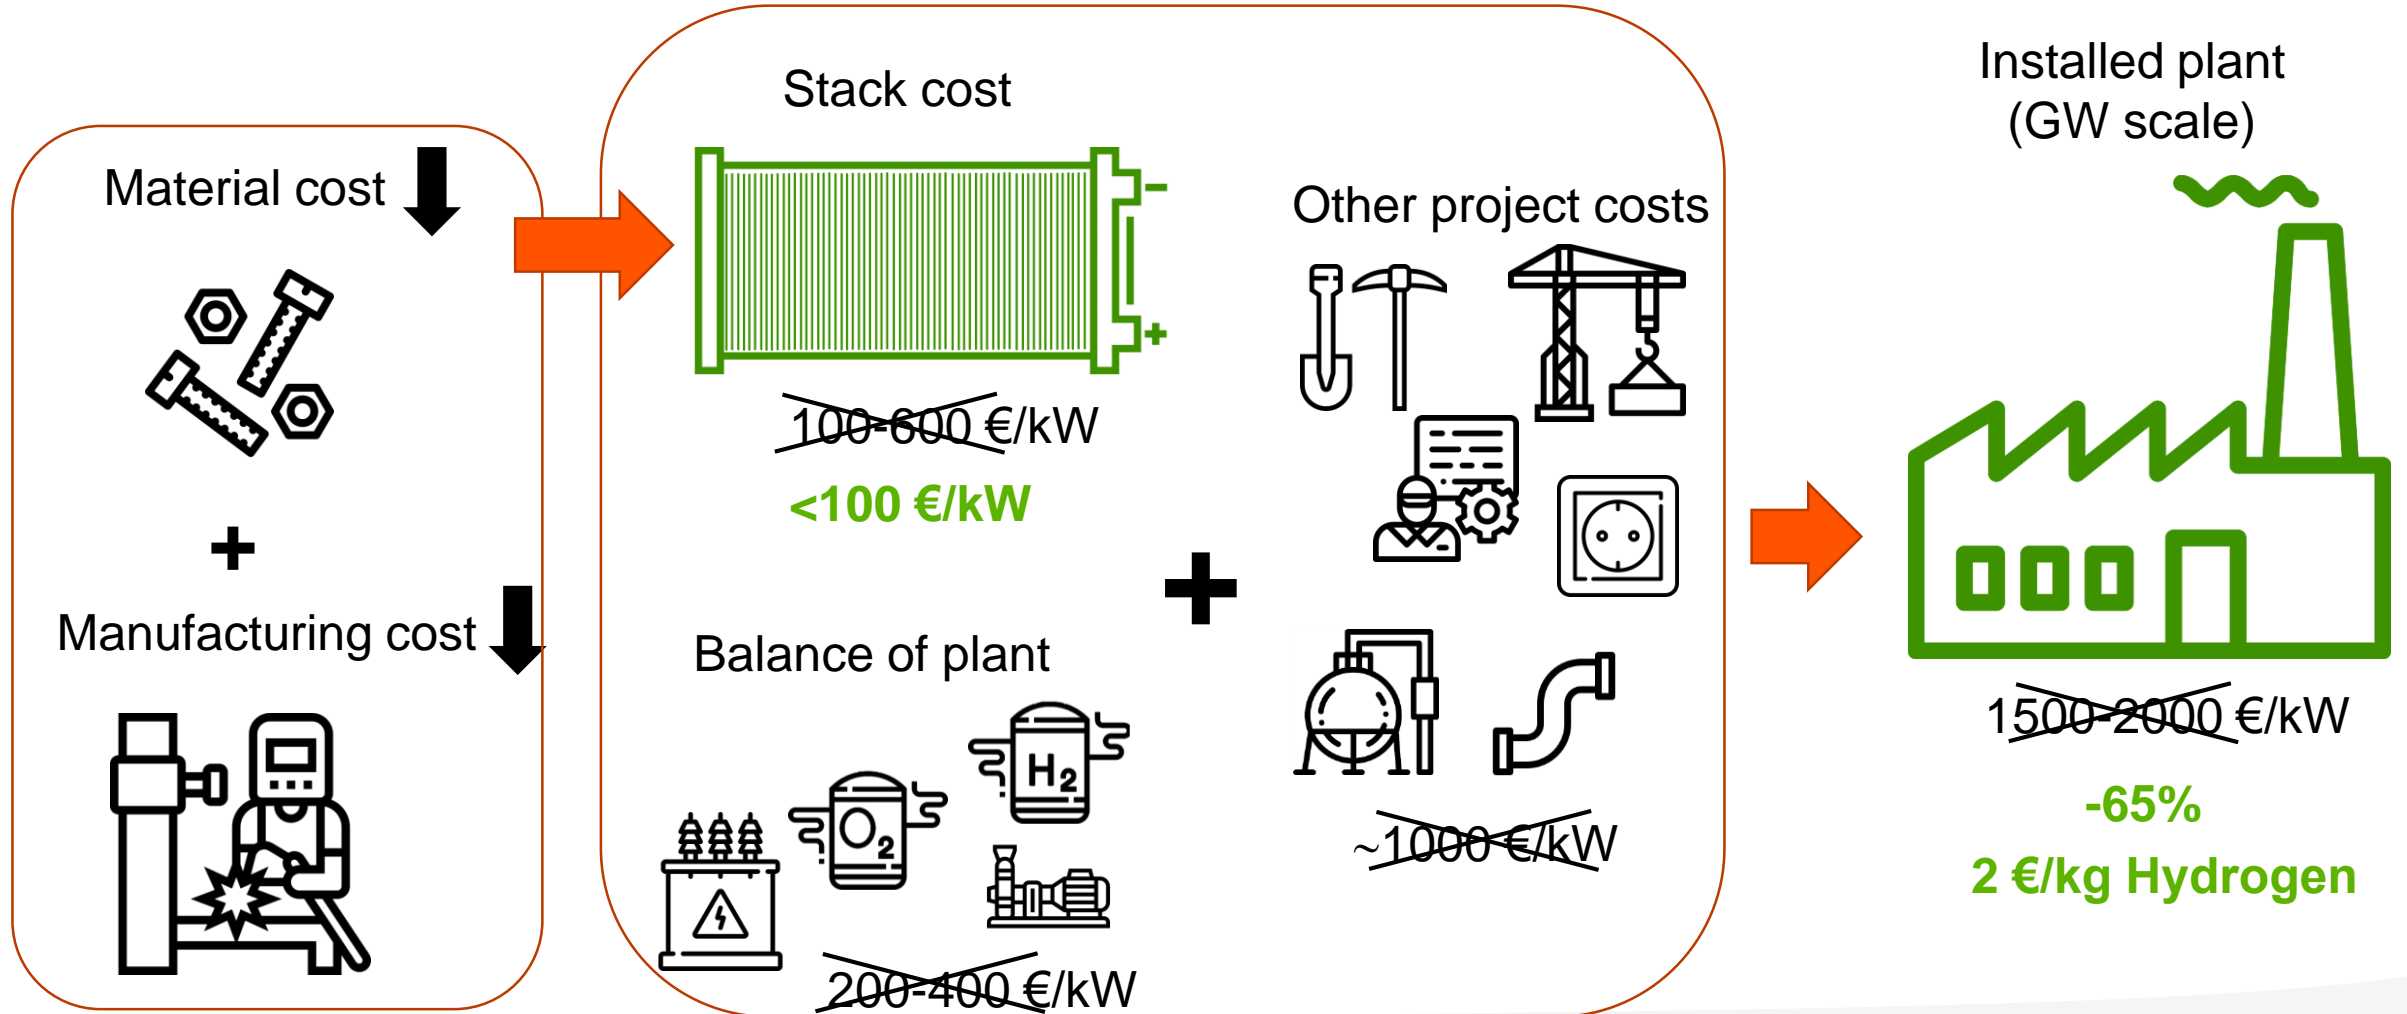 Material cost
+
Manufacturing cost
Stack cost
−
+
100-600 €/kW
<100 €/kW
Balance of plant
O2
H2
200-400 €/kW
+
Other project costs
~1000 €/kW
Installed plant
(GW scale)
1500-2000 €/kW
-65%
2 €/kg Hydrogen